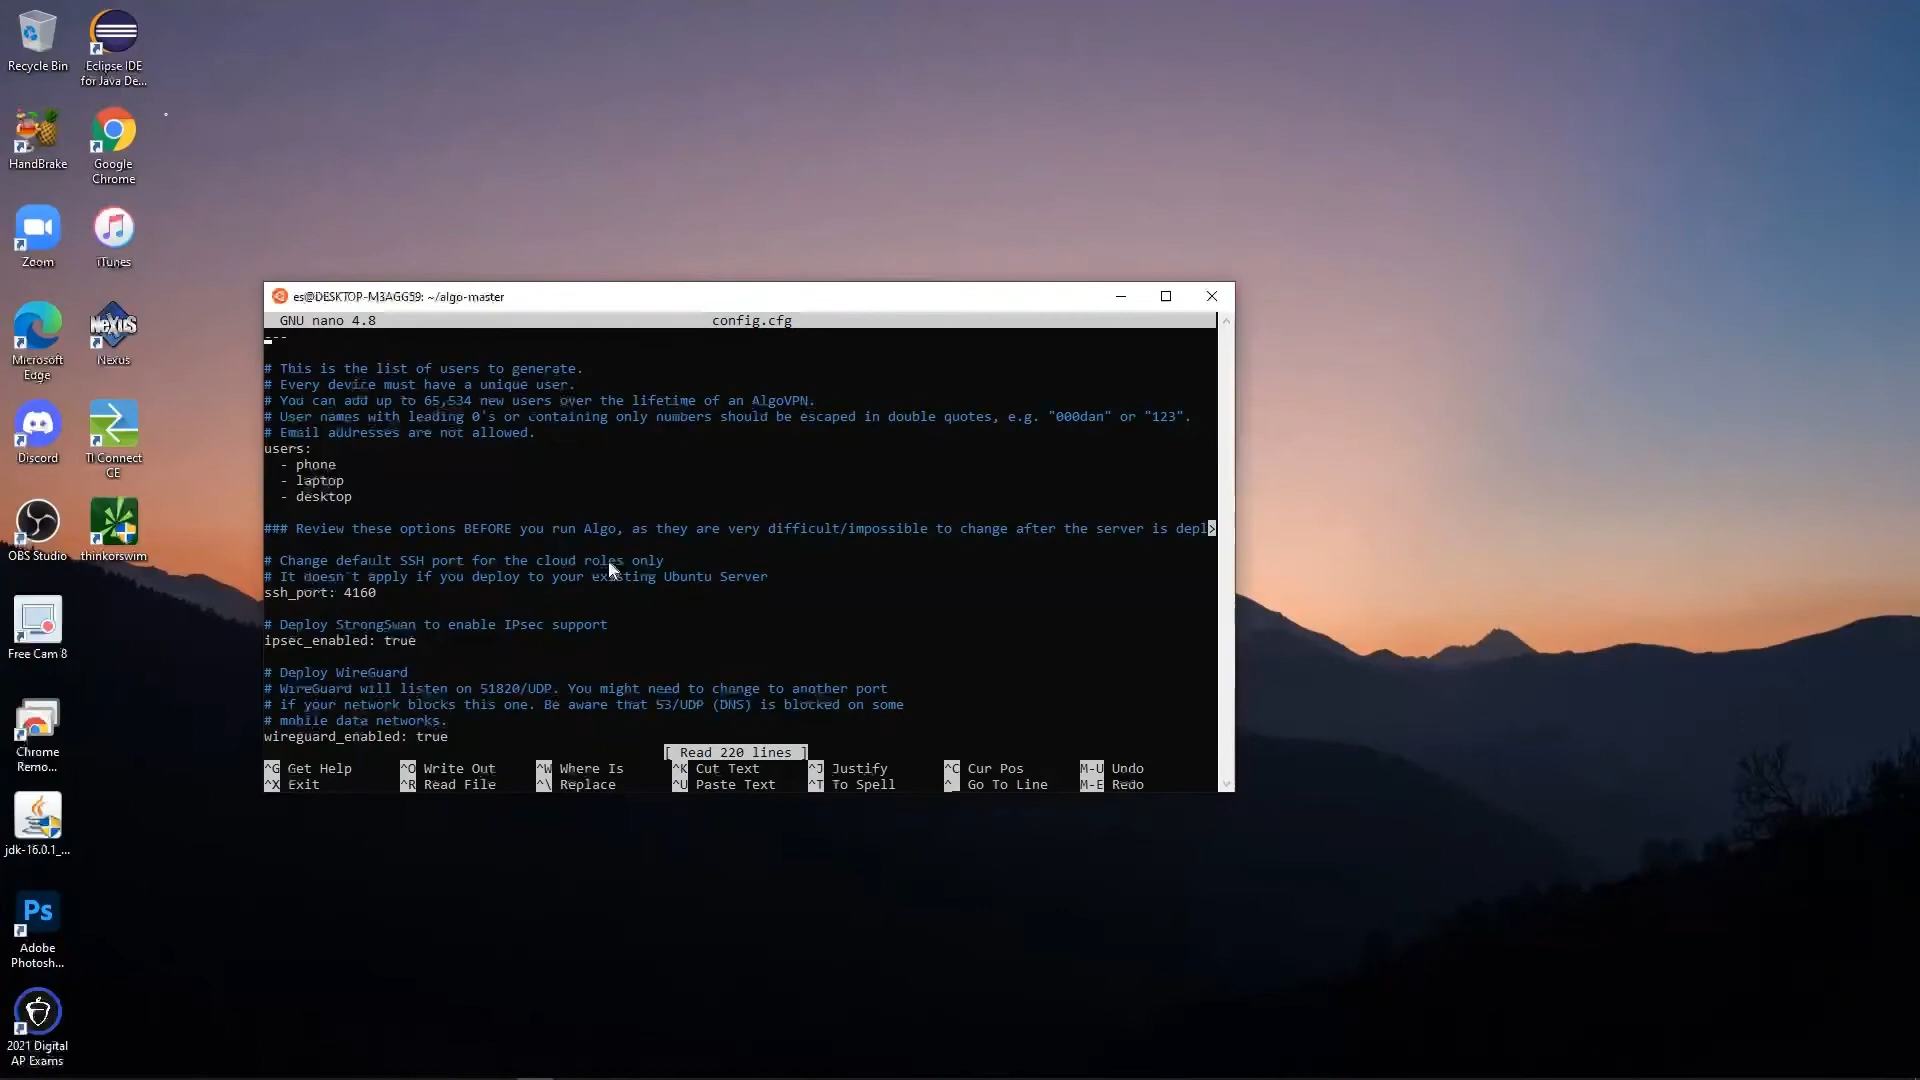 Recycle Bin
Eclipse IDE
for Java De...
HandBrake
Google
Chrome
Zoom
iTunes
Microsoft
Edge
NeXUS
Nexus
Discord
TI Connect
CE
OBS Studio
thinkorswim
Free Cam 8
Chrome
Remo...
jdk-16.0.1_...
Ps
Adobe
Photosh...
2021 Digital
AP Exams
es@DESKTOP-M3AGG59: ~/algo-master
GNU nano 4.8 config.cfg
---
# This is the list of users to generate.
# Every device must have a unique user.
# You can add up to 65,534 new users over the lifetime of an AlgoVPN.
# User names with leading 0's or containing only numbers should be escaped in double quotes, e.g. "000dan" or "123".
# Email addresses are not allowed.
users:
- phone
- laptop
- desktop
### Review these options BEFORE you run Algo, as they are very difficult/impossible to change after the server is depl>
# Change default SSH port for the cloud roles only
# It doesn't apply if you deploy to your existing Ubuntu Server
ssh_port: 4160
# Deploy StrongSwan to enable IPsec support
ipsec_enabled: true
# Deploy WireGuard
# WireGuard will listen on 51820/UDP. You might need to change to another port
# if your network blocks this one. Be aware that 53/UDP (DNS) is blocked on some
# mobile data networks.
wireguard_enabled: true
[ Read 220 lines ]
^G Get Help ^O Write Out ^W Where Is ^K Cut Text ^J Justify ^C Cur Pos M-U Undo
^X Exit ^R Read File ^\ Replace ^U Paste Text ^T To Spell ^_ Go To Line M-E Redo